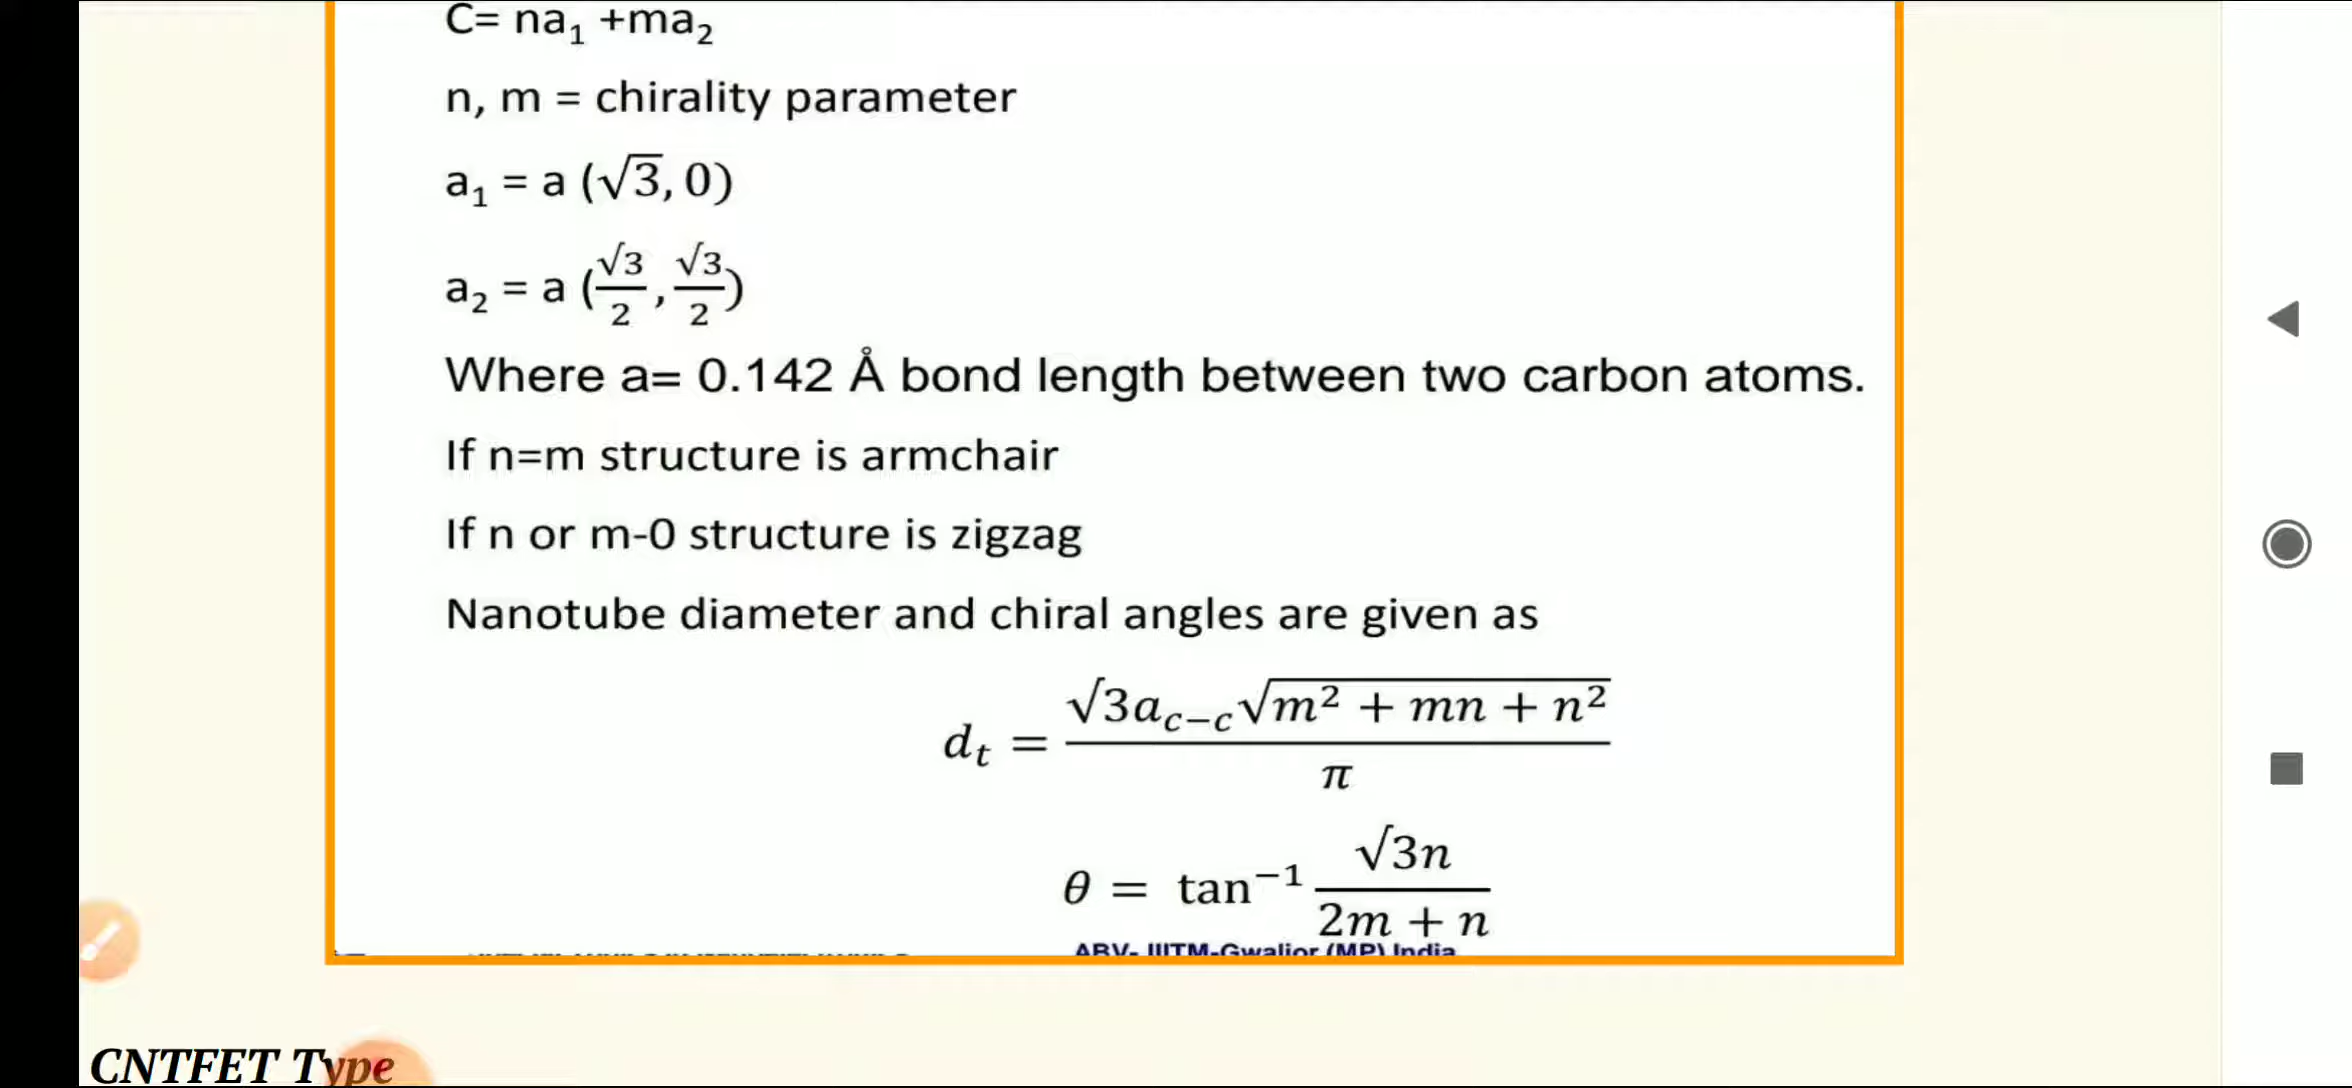 C= na₁ +ma₂
n, m = chirality parameter
a₁ = a (√3, 0)
a₂ = a (√3/2, √3/2)
Where a= 0.142 Å bond length between two carbon atoms.
If n=m structure is armchair
If n or m-0 structure is zigzag
Nanotube diameter and chiral angles are given as
dₜ = √3a_c−c√m² + mn + n² / π
θ = tan⁻¹ √3n / 2m + n
ABV- IIITM-Gwalior (MP) India
CNTFET Type